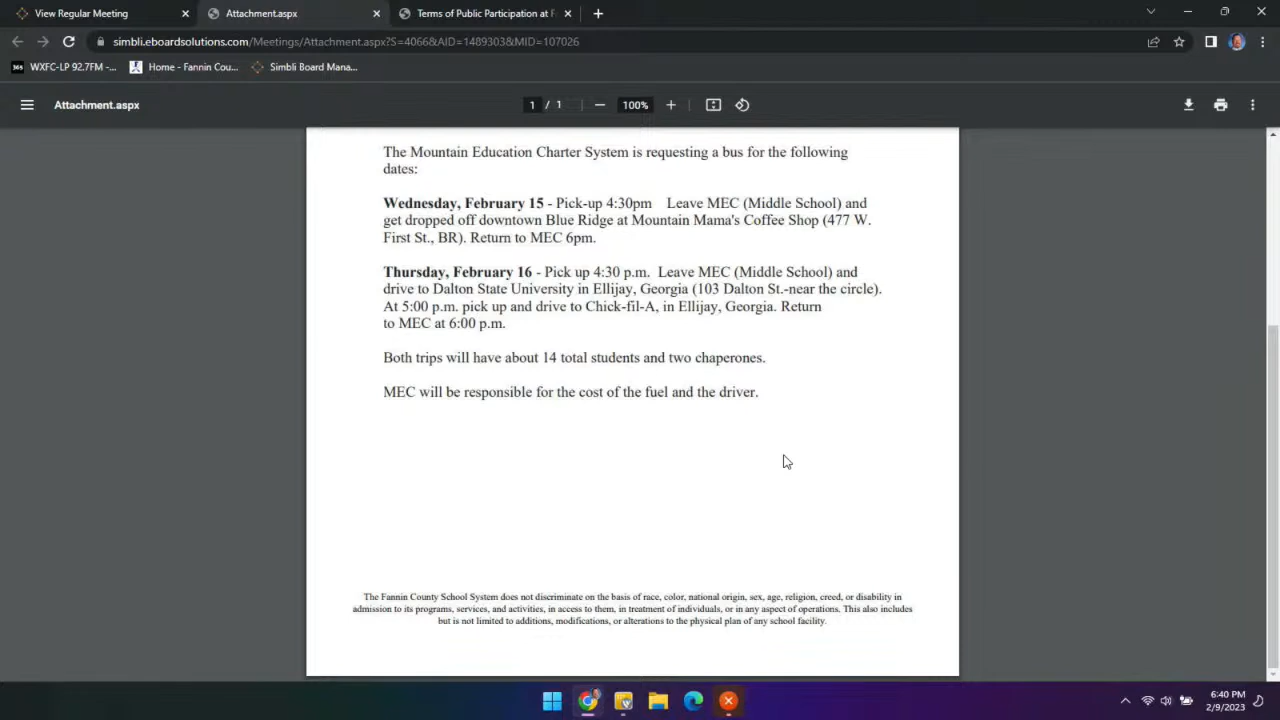 View Regular Meeting
Attachment.aspx
Terms of Public Participation at F
simbli.eboardsolutions.com/Meetings/Attachment.aspx?S=4066&AID=1489303&MID=107026
365 WXFC-LP 92.7FM -...
Home - Fannin Cou...
Simbli Board Mana...
Attachment.aspx
1 / 1
100%
The Mountain Education Charter System is requesting a bus for the following
dates:
Wednesday, February 15 - Pick-up 4:30pm Leave MEC (Middle School) and
get dropped off downtown Blue Ridge at Mountain Mama's Coffee Shop (477 W.
First St., BR). Return to MEC 6pm.
Thursday, February 16 - Pick up 4:30 p.m. Leave MEC (Middle School) and
drive to Dalton State University in Ellijay, Georgia (103 Dalton St.-near the circle).
At 5:00 p.m. pick up and drive to Chick-fil-A, in Ellijay, Georgia. Return
to MEC at 6:00 p.m.
Both trips will have about 14 total students and two chaperones.
MEC will be responsible for the cost of the fuel and the driver.
The Fannin County School System does not discriminate on the basis of race, color, national origin, sex, age, religion, creed, or disability in
admission to its programs, services, and activities, in access to them, in treatment of individuals, or in any aspect of operations. This also includes
but is not limited to additions, modifications, or alterations to the physical plan of any school facility.
6:40 PM
2/9/2023